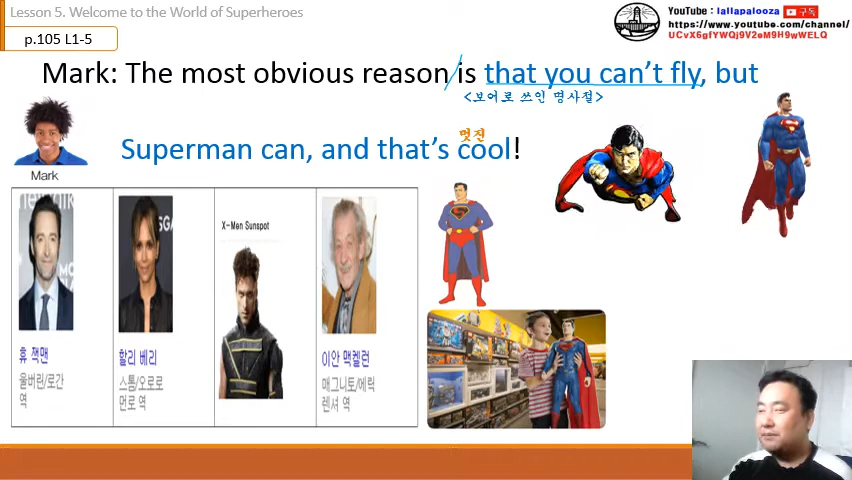 Lesson 5. Welcome to the World of Superheroes
p.105 L1-5
YouTube : lallapalooza 구독
https://www.youtube.com/channel/
UCvX6gfYWQj9V2eM9H9wWELQ
Mark: The most obvious reason is that you can't fly, but
<보어로 쓰인 명사절>
멋진
Superman can, and that's cool!
Mark
X-Men Sunspot
휴 잭맨
울버린/로간
역
할리 베리
스톰/오로로
먼로 역
이안 맥켈런
매그니토/에릭
렌셔 역